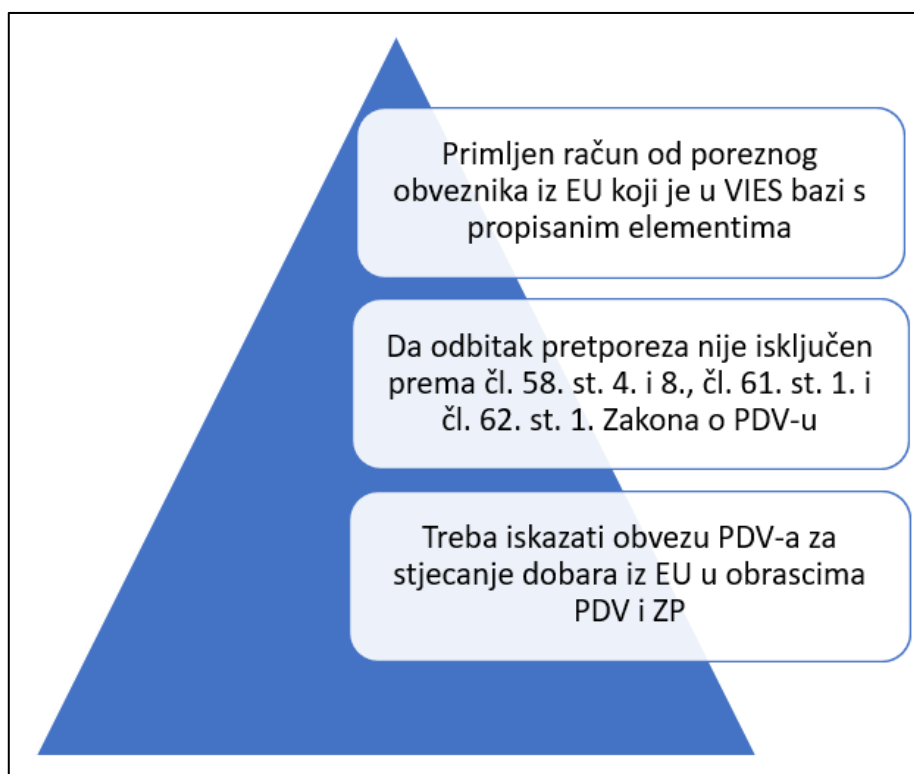 Primljen račun od poreznog
obveznika iz EU koji je u VIES bazi s
propisanim elementima
Da odbitak pretporeza nije isključen
prema čl. 58. st. 4. i 8., čl. 61. st. 1. i
čl. 62. st. 1. Zakona o PDV-u
Treba iskazati obvezu PDV-a za
stjecanje dobara iz EU u obrascima
PDV i ZP